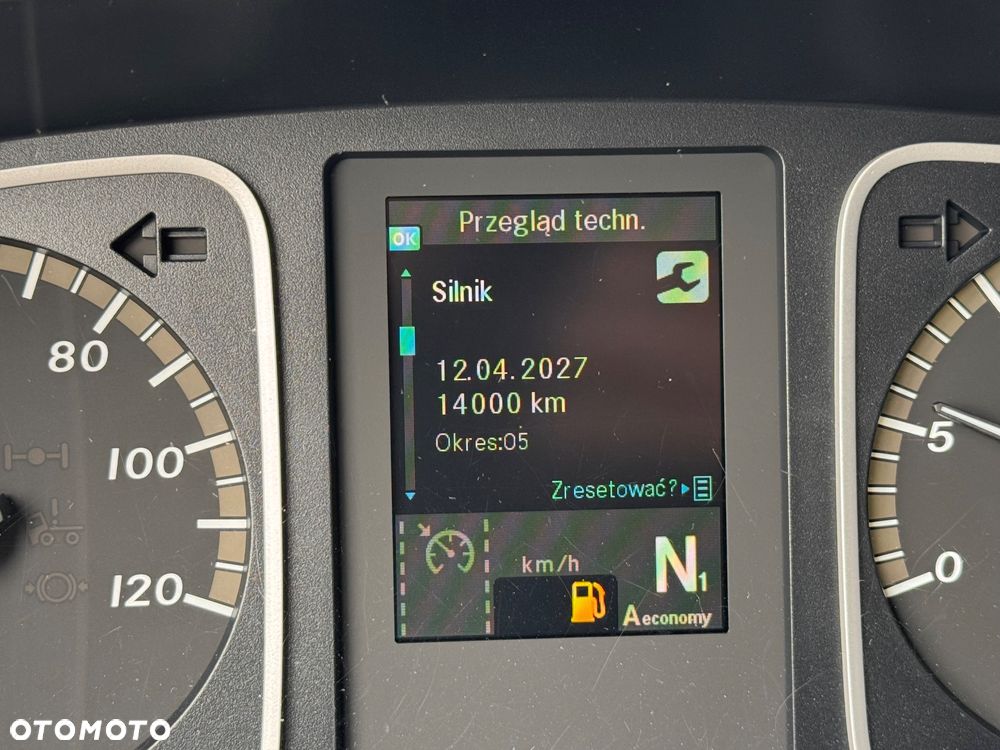 Przegląd techn.
OK
Silnik
12.04.2027
14000 km
Okres:05
Zresetować?
km/h
N1
A economy
80
100
120
5
0
OTOMOTO